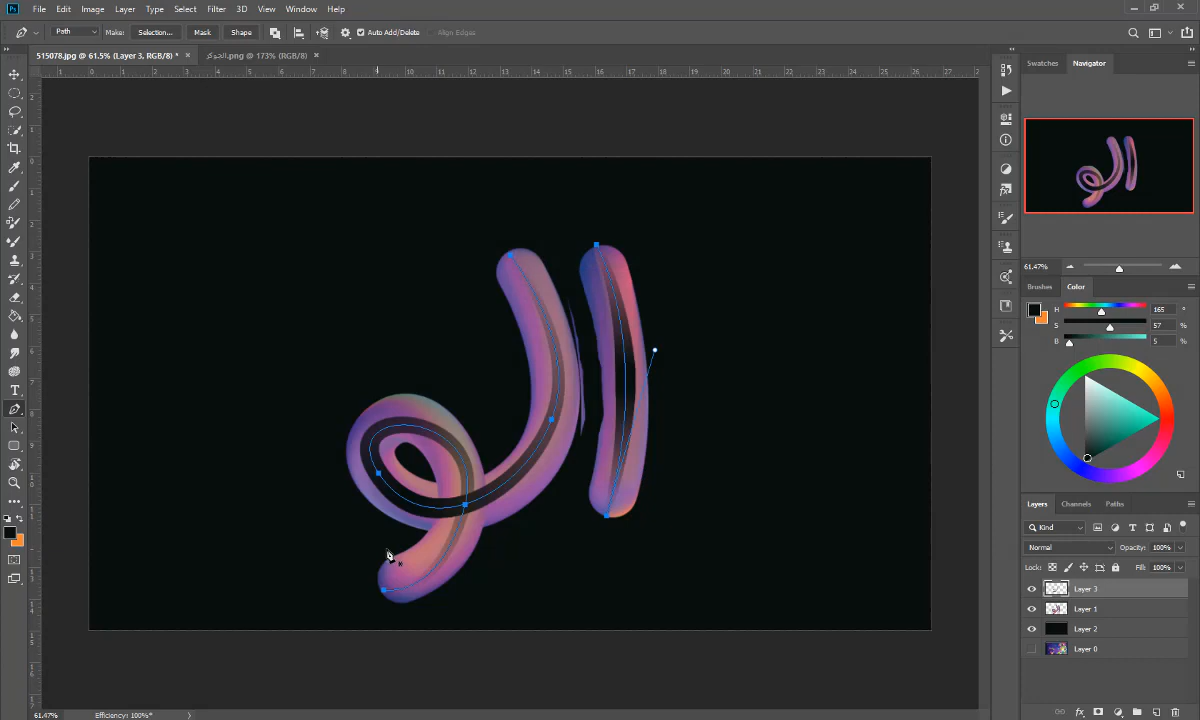 Ps File Edit Image Layer Type Select Filter 3D View Window Help
Path Make: Selection... Mask Shape Auto Add/Delete Align Edges
515078.jpg @ 61.5% (Layer 3, RGB/8) * × الجوكر.png @ 173% (RGB/8) ×
Swatches Navigator
61.47%
Brushes Color
H 165 °
S 57 %
B 5 %
Layers Channels Paths
Kind
Normal Opacity: 100%
Lock: Fill: 100%
Layer 3
Layer 1
Layer 2
Layer 0
61.47% Efficiency: 100%*